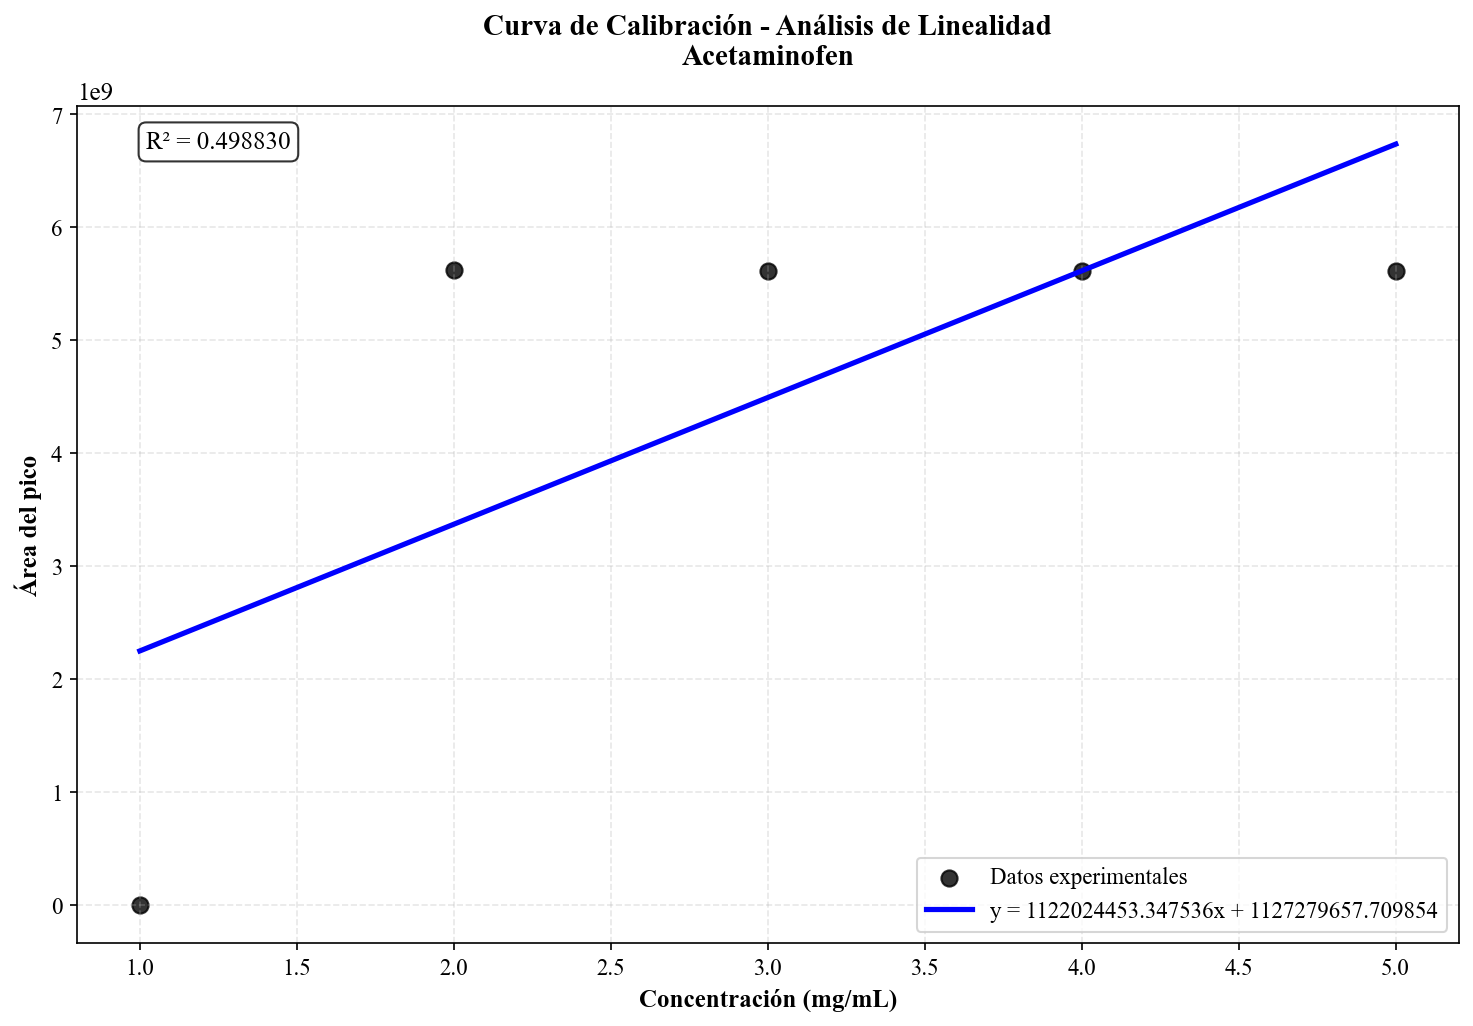 Curva de Calibración - Análisis de Linealidad
Acetaminofen
1e9
7
R² = 0.498830
6
5
4
3
2
1
0
Área del pico
Datos experimentales
y = 1122024453.347536x + 1127279657.709854
1.0 1.5 2.0 2.5 3.0 3.5 4.0 4.5 5.0
Concentración (mg/mL)